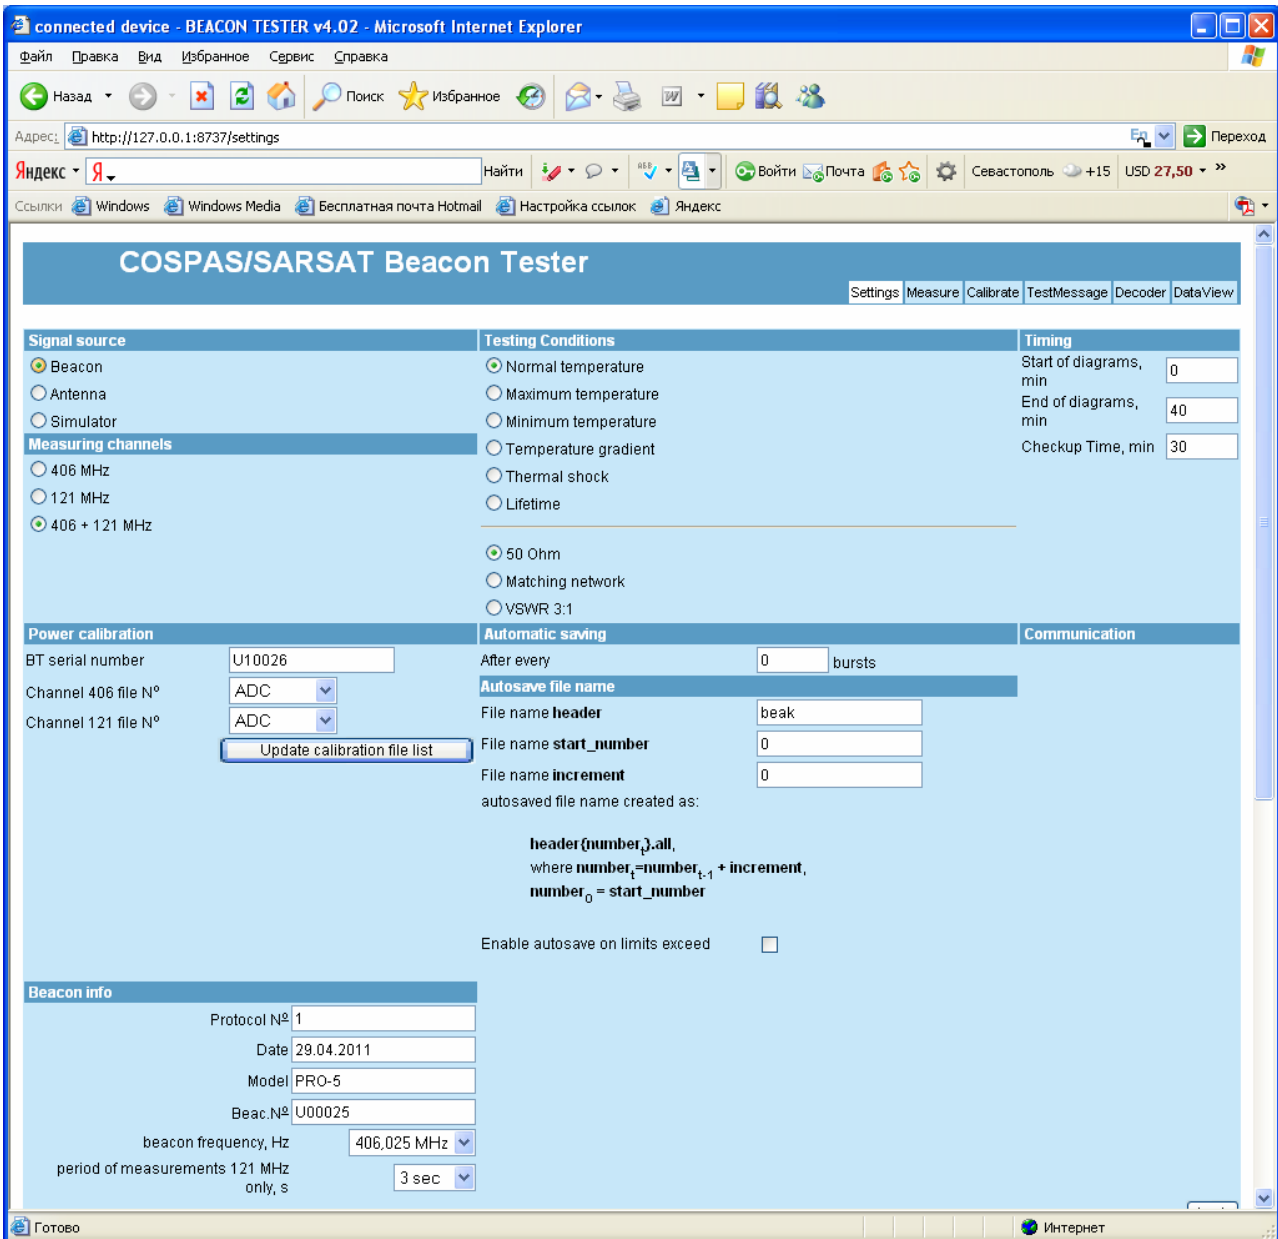 connected device - BEACON TESTER v4.02 - Microsoft Internet Explorer
Файл Правка Вид Избранное Сервис Справка
Назад Поиск Избранное
Адрес: http://127.0.0.1:8737/settings Переход
Яндекс Я Найти Войти Почта Севастополь +15 USD 27,50 »
Ссылки Windows Windows Media Бесплатная почта Hotmail Настройка ссылок Яндекс
COSPAS/SARSAT Beacon Tester
Settings Measure Calibrate TestMessage Decoder DataView
Signal source
Beacon
Antenna
Simulator
Measuring channels
406 MHz
121 MHz
406 + 121 MHz
Testing Conditions
Normal temperature
Maximum temperature
Minimum temperature
Temperature gradient
Thermal shock
Lifetime
50 Ohm
Matching network
VSWR 3:1
Timing
Start of diagrams, min 0
End of diagrams, min 40
Checkup Time, min 30
Power calibration
BT serial number U10026
Channel 406 file Nº ADC
Channel 121 file Nº ADC
Update calibration file list
Automatic saving
After every 0 bursts
Autosave file name
File name header beak
File name start_number 0
File name increment 0
autosaved file name created as:
header{number_t}.all,
where number_t=number_t-1 + increment,
number_0 = start_number
Enable autosave on limits exceed
Communication
Beacon info
Protocol Nº 1
Date 29.04.2011
Model PRO-5
Beac.Nº U00025
beacon frequency, Hz 406,025 MHz
period of measurements 121 MHz only, s 3 sec
Готово Интернет